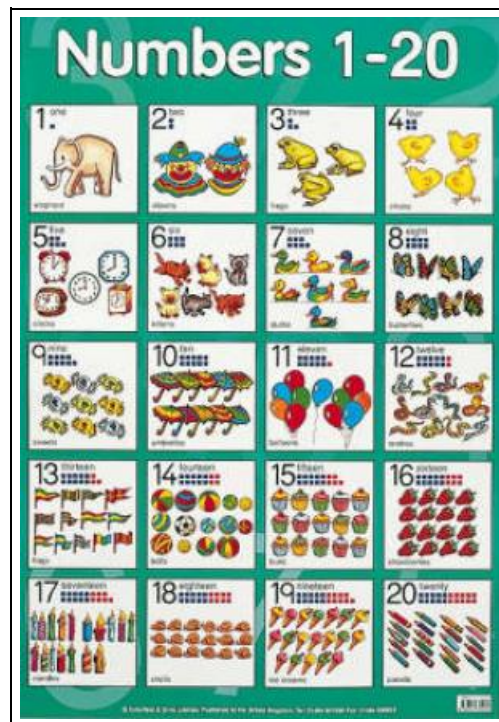 Numbers 1-20
1 one
2 two
3 three
4 four
elephant
clowns
frogs
chicks
5 five
6 six
7 seven
8 eight
clocks
kittens
ducks
butterflies
9 nine
10 ten
11 eleven
12 twelve
sweets
umbrellas
balloons
snakes
13 thirteen
14 fourteen
15 fifteen
16 sixteen
flags
balls
buns
strawberries
17 seventeen
18 eighteen
19 nineteen
20 twenty
candles
snails
ice creams
pencils